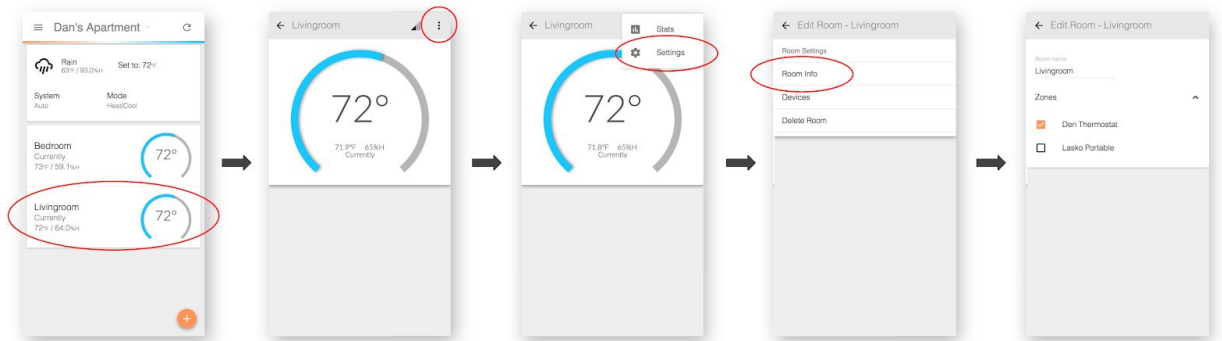 Dan's Apartment
Rain
63°F / 93.0%H
Set to: 72°F
System
Auto
Mode
Heat/Cool
Bedroom
Currently
73°F / 59.1%H
72°
Livingroom
Currently
72°F / 64.0%H
72°
+
Livingroom
72°
71.9°F 65%H
Currently
Livingroom
Stats
Settings
72°
71.8°F 65%H
Currently
Edit Room - Livingroom
Room Settings
Room Info
Devices
Delete Room
Edit Room - Livingroom
Room name
Livingroom
Zones
Den Thermostat
Lasko Portable